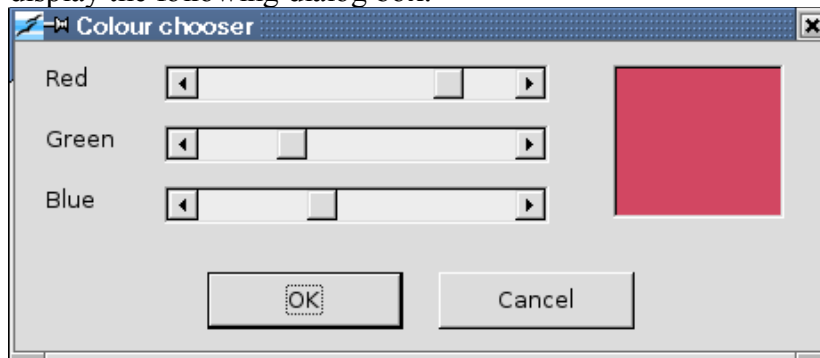 display the following dialog box.
Colour chooser
Red
Green
Blue
OK
Cancel